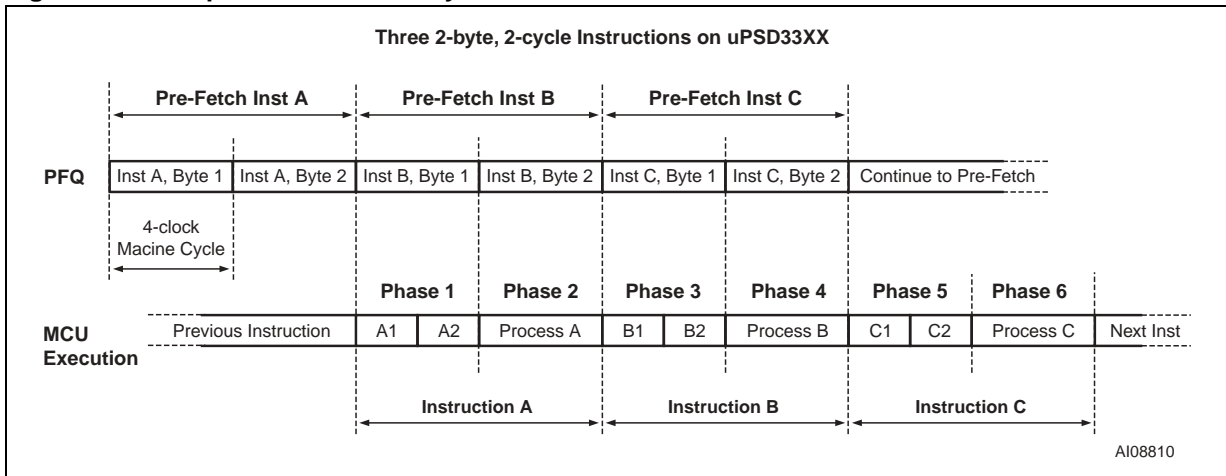 Three 2-byte, 2-cycle Instructions on uPSD33XX
Pre-Fetch Inst A Pre-Fetch Inst B Pre-Fetch Inst C
PFQ Inst A, Byte 1 Inst A, Byte 2 Inst B, Byte 1 Inst B, Byte 2 Inst C, Byte 1 Inst C, Byte 2 Continue to Pre-Fetch
4-clock
Macine Cycle
Phase 1 Phase 2 Phase 3 Phase 4 Phase 5 Phase 6
MCU
Execution
Previous Instruction A1 A2 Process A B1 B2 Process B C1 C2 Process C Next Inst
Instruction A Instruction B Instruction C
AI08810